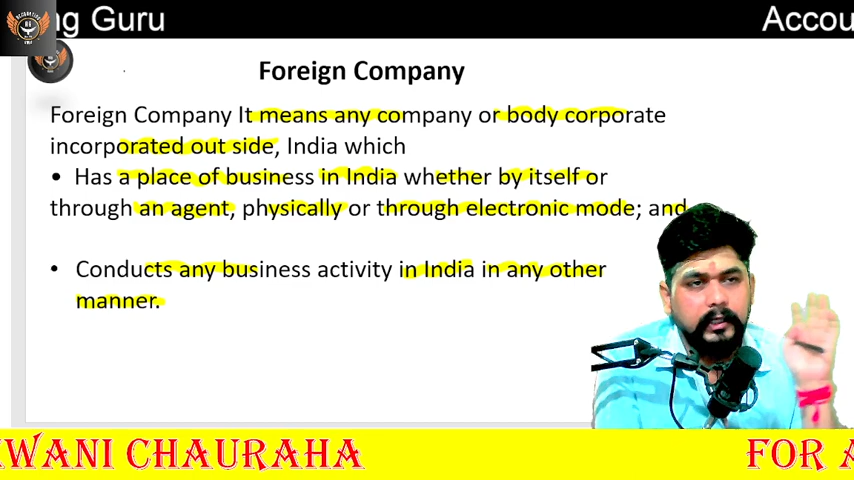 ng Guru
Accou
Foreign Company
Foreign Company It means any company or body corporate
incorporated out side, India which
• Has a place of business in India whether by itself or
through an agent, physically or through electronic mode; and
• Conducts any business activity in India in any other
manner.
KWANI CHAURAHA
FOR A